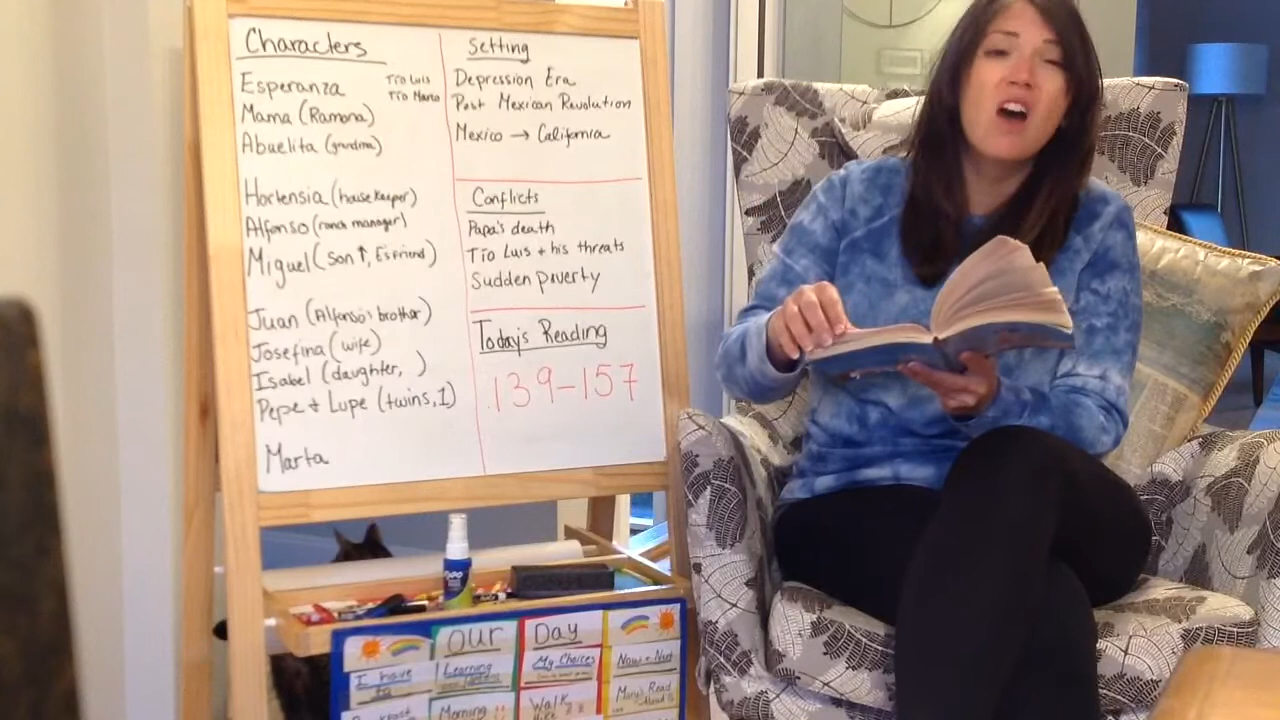 Characters
Esperanza
Tío Luis
Tío Marco
Mama (Ramona)
Abuelita (grandma)
Hortensia (housekeeper)
Alfonso (ranch manager)
Miguel (son ↑, E's friend)
Juan (Alfonso's brother)
Josefina (wife)
Isabel (daughter, )
Pepe + Lupe (twins, 1)
Marta
Setting
Depression Era
Post Mexican Revolution
Mexico → California
Conflicts
Papa's death
Tío Luis + his threats
Sudden poverty
Today's Reading
139-157
EXPO
Our Day
I have to
Learning
My Choices
Now + Next
Breakfast
Morning
Walk
Hike
Mary's Read
Aloud